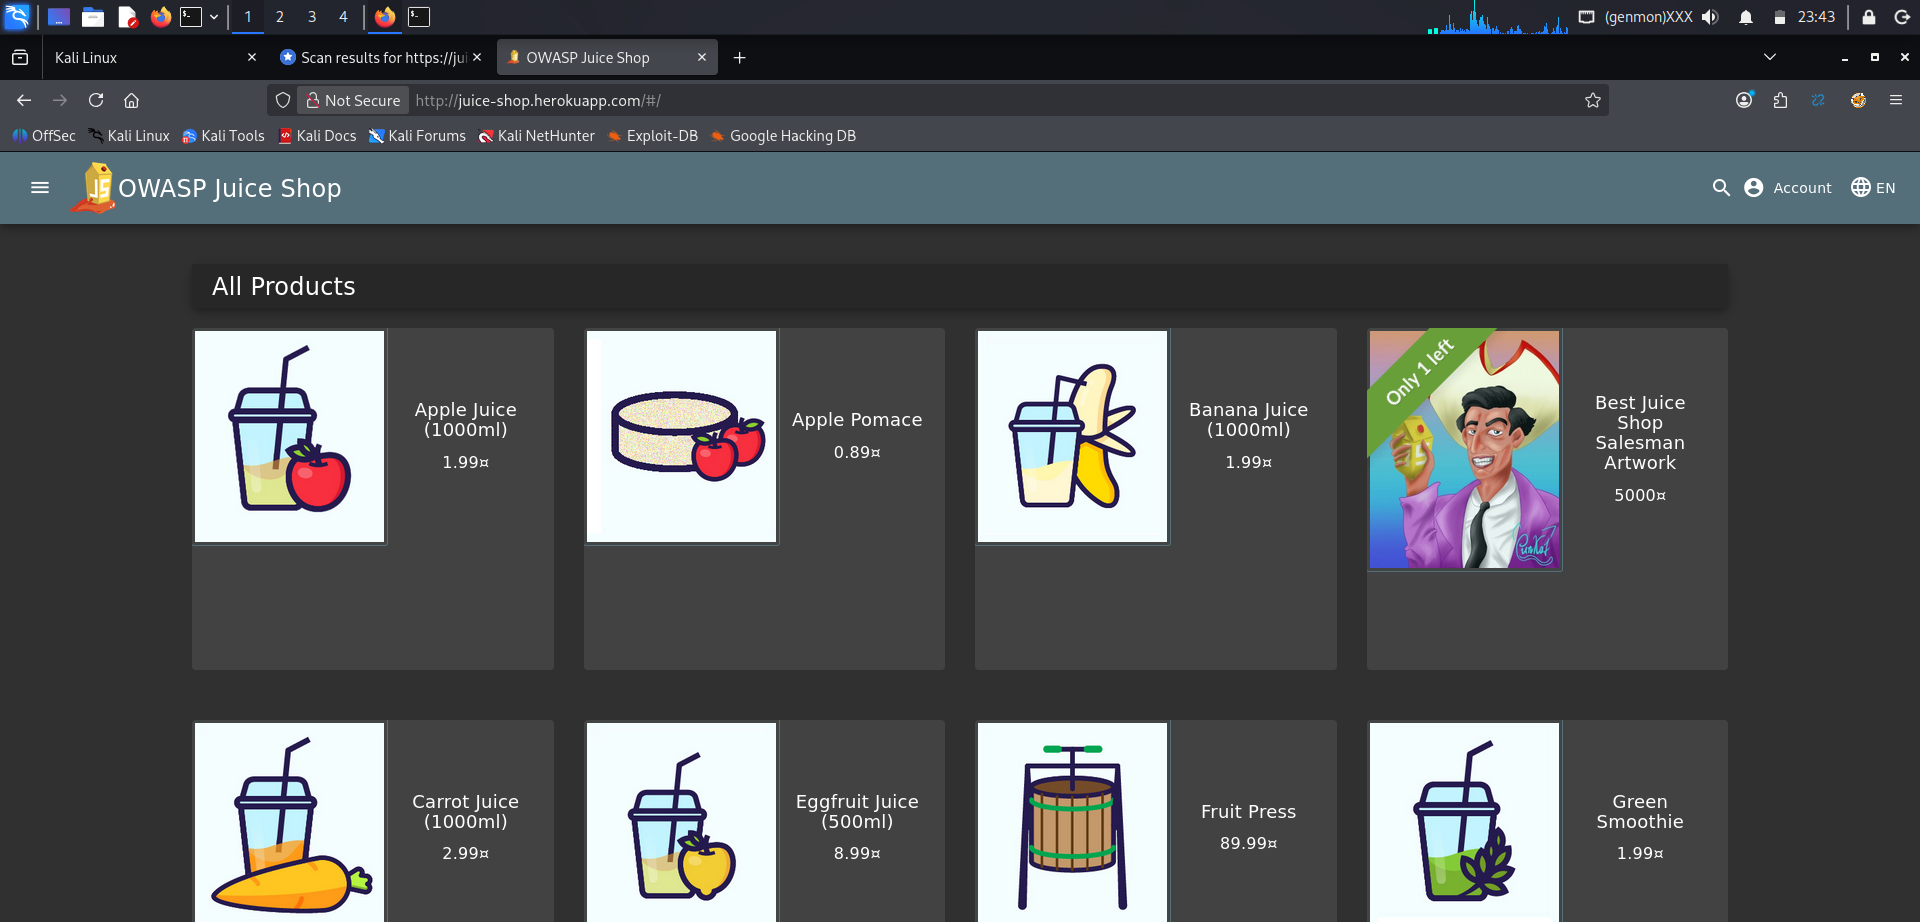 1 2 3 4 (genmon)XXX 23:43
Kali Linux
Scan results for https://jui
OWASP Juice Shop
Not Secure http://juice-shop.herokuapp.com/#/
OffSec Kali Linux Kali Tools Kali Docs Kali Forums Kali NetHunter Exploit-DB Google Hacking DB
JS OWASP Juice Shop Account EN
All Products
Apple Juice
(1000ml)
1.99¤
Apple Pomace
0.89¤
Banana Juice
(1000ml)
1.99¤
Only 1 left
Best Juice
Shop
Salesman
Artwork
5000¤
Carrot Juice
(1000ml)
2.99¤
Eggfruit Juice
(500ml)
8.99¤
Fruit Press
89.99¤
Green
Smoothie
1.99¤